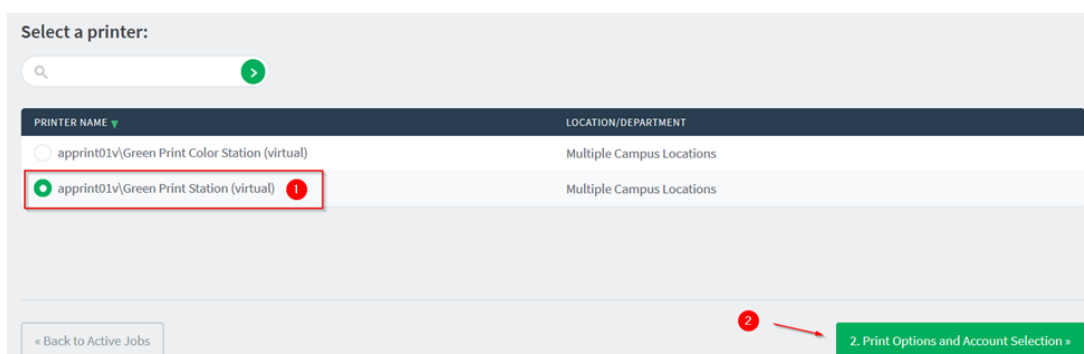 Select a printer:
PRINTER NAME LOCATION/DEPARTMENT
apprint01v\Green Print Color Station (virtual) Multiple Campus Locations
apprint01v\Green Print Station (virtual) 1 Multiple Campus Locations
2
« Back to Active Jobs 2. Print Options and Account Selection »